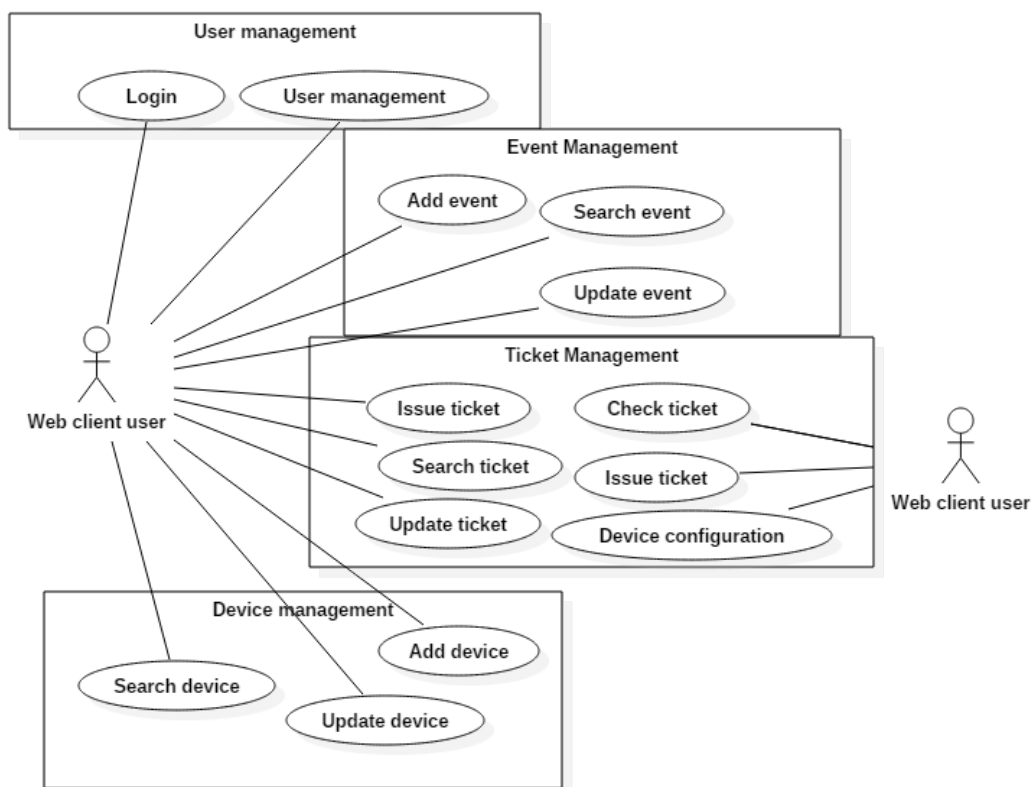 User management
Login
User management
Event Management
Add event
Search event
Update event
Ticket Management
Issue ticket
Check ticket
Search ticket
Issue ticket
Update ticket
Device configuration
Web client user
Web client user
Device management
Add device
Search device
Update device